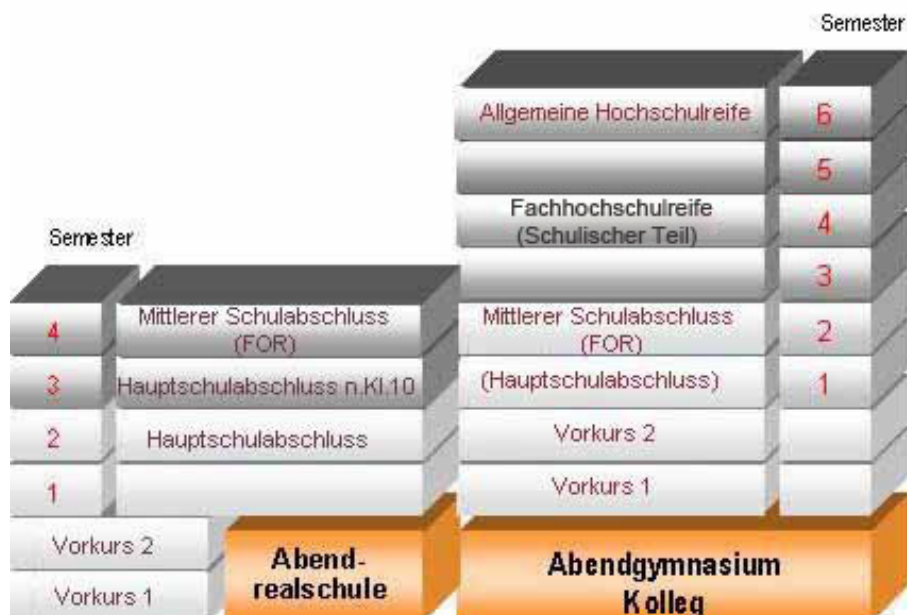 Semester
Allgemeine Hochschulreife
6
5
Fachhochschulreife
(Schulischer Teil)
4
3
Mittlerer Schulabschluss
(FOR)
2
(Hauptschulabschluss)
1
Vorkurs 2
Vorkurs 1
Abendgymnasium
Kolleg
Semester
4
Mittlerer Schulabschluss
(FOR)
3
Hauptschulabschluss n.Kl.10
2
Hauptschulabschluss
1
Vorkurs 2
Vorkurs 1
Abend-
realschule